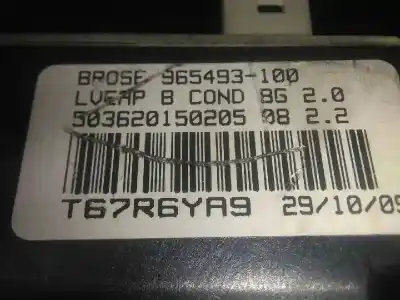 BROSE 965493-100
LVEAP B COND BG 2.0
503620150205 08 2.2
T67R6YA9 29/10/09